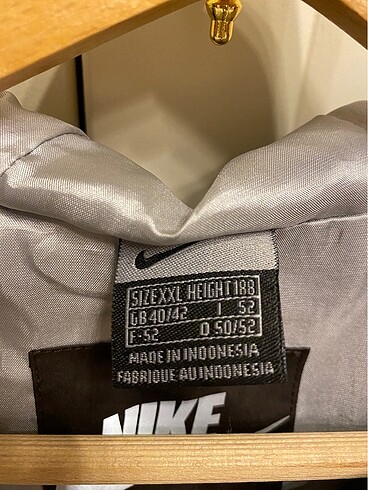 SIZE XXL HEIGHT 188
GB 40/42 I 52
F 52 D 50/52
MADE IN INDONESIA
FABRIQUE AU INDONESIA
NIKE